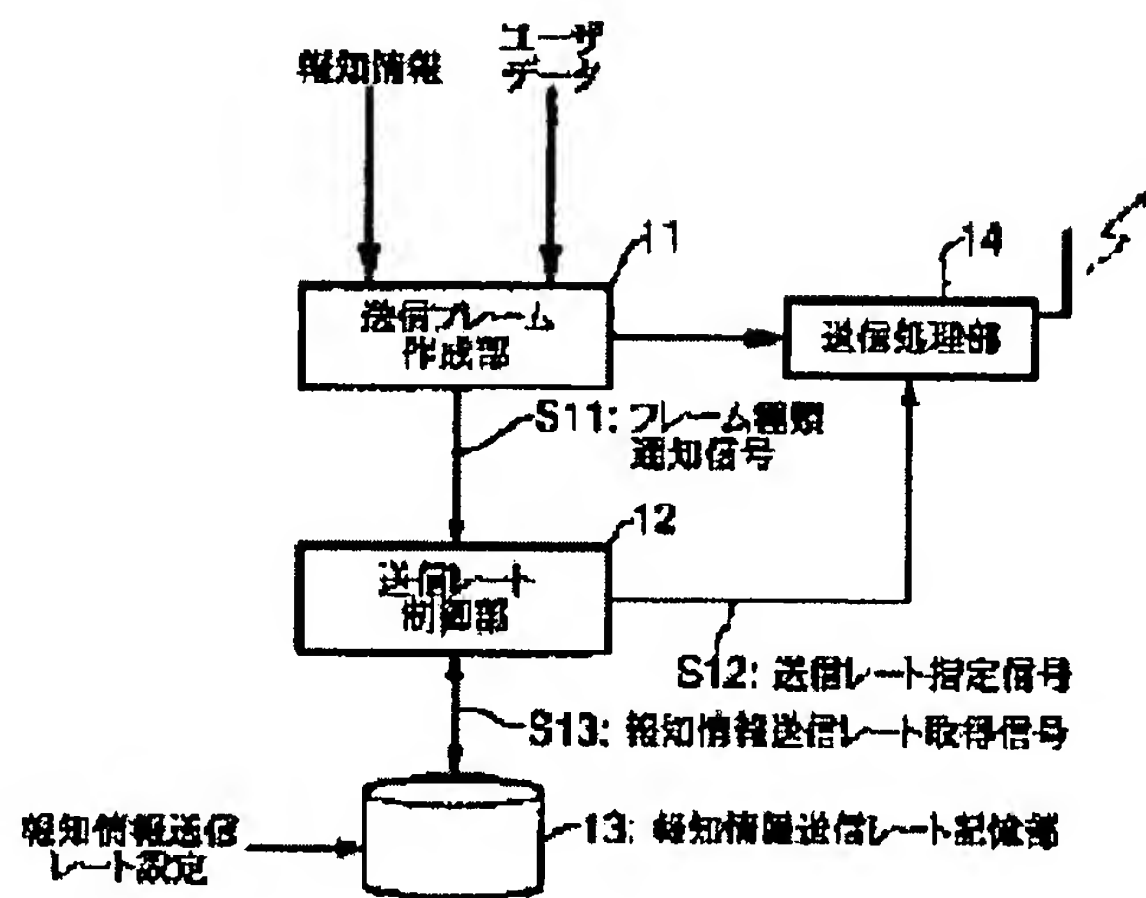 報知情報
ユーザ
データ
11
14
送信フレーム
作成部
送信処理部
S11: フレーム種類
通知信号
12
送信レート
制御部
S12: 送信レート指定信号
S13: 報知情報送信レート取得信号
報知情報送信
レート設定
13: 報知情報送信レート記憶部